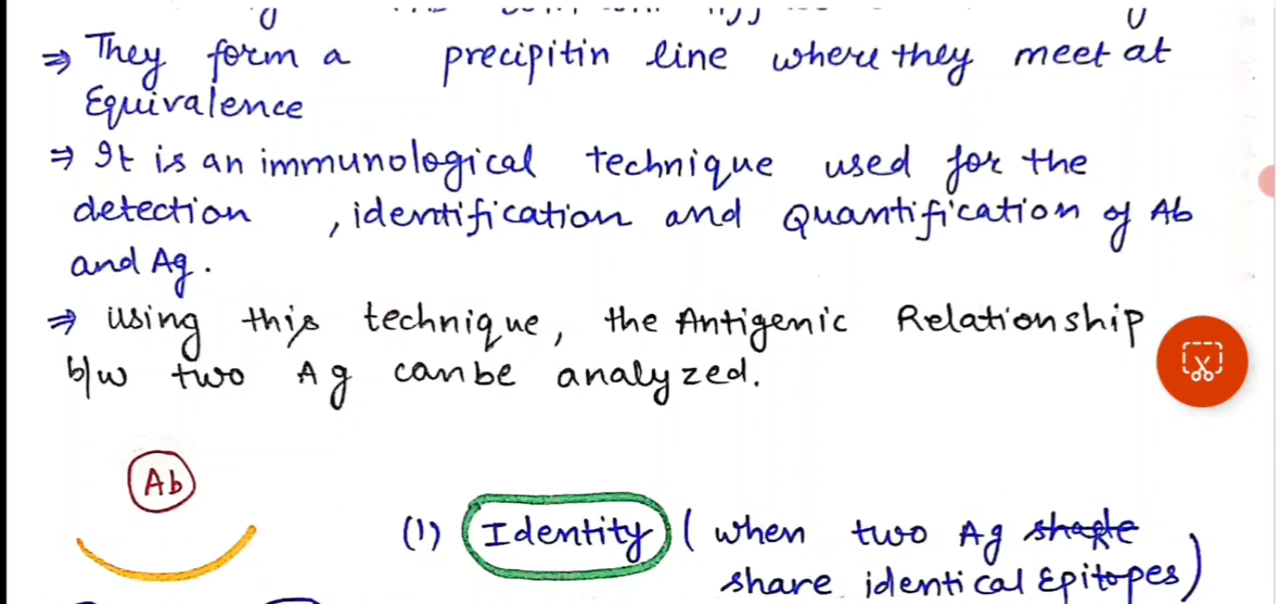 ⇒ They form a precipitin line where they meet at
Equivalence
⇒ It is an immunological technique used for the
detection , identification and Quantification of Ab
and Ag.
⇒ using this technique, the Antigenic Relationship
b/w two Ag can be analyzed.
Ab
(1) Identity ( when two Ag
share identical Epitopes)